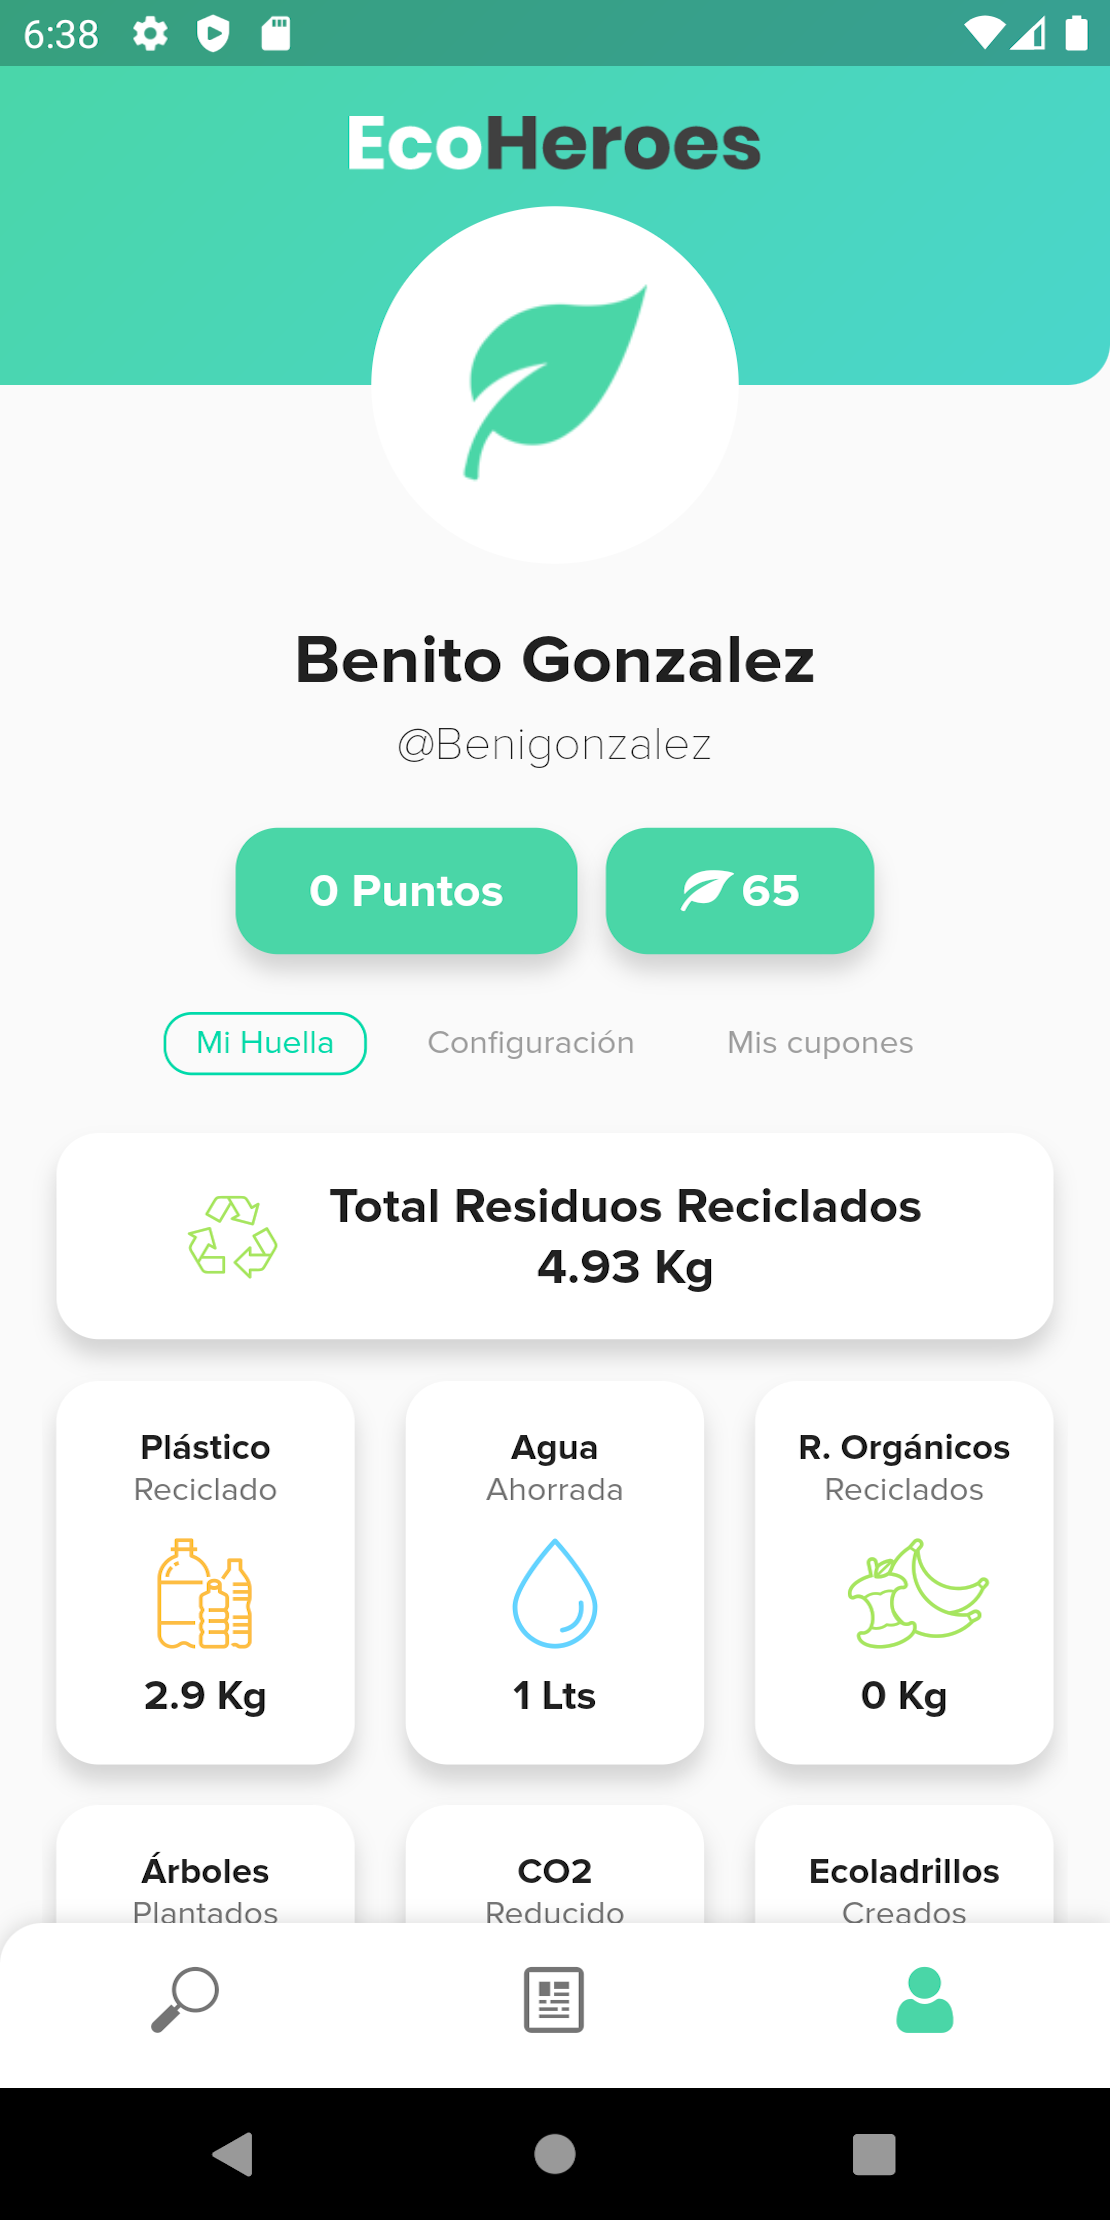 6:38
EcoHeroes
Benito Gonzalez
@Benigonzalez
0 Puntos
65
Mi Huella
Configuración
Mis cupones
Total Residuos Reciclados
4.93 Kg
Plástico
Reciclado
2.9 Kg
Agua
Ahorrada
1 Lts
R. Orgánicos
Reciclados
0 Kg
Árboles
Plantados
CO2
Reducido
Ecoladrillos
Creados